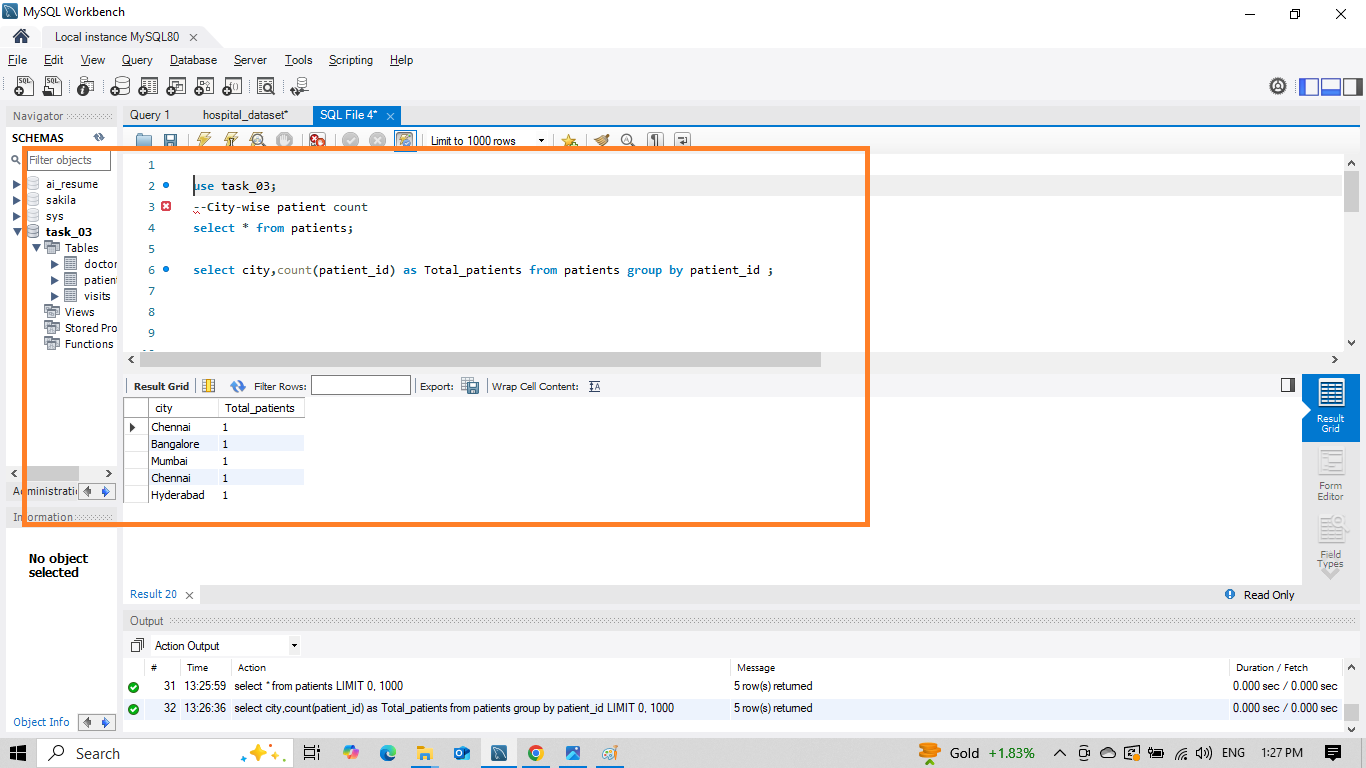 MySQL Workbench
Local instance MySQL80
File Edit View Query Database Server Tools Scripting Help
Navigator
Query 1 hospital_dataset* SQL File 4*
SCHEMAS
Limit to 1000 rows
Filter objects
ai_resume
sakila
sys
task_03
Tables
doctor
patient
visits
Views
Stored Pro
Functions
Administratio
Information
No object
selected
Object Info
1
2 use task_03;
3 --City-wise patient count
4 select * from patients;
5
6 select city,count(patient_id) as Total_patients from patients group by patient_id ;
7
8
9
Result Grid Filter Rows: Export: Wrap Cell Content:
city Total_patients
Chennai 1
Bangalore 1
Mumbai 1
Chennai 1
Hyderabad 1
Result
Grid
Form
Editor
Field
Types
Result 20
Read Only
Output
Action Output
# Time Action Message Duration / Fetch
31 13:25:59 select * from patients LIMIT 0, 1000 5 row(s) returned 0.000 sec / 0.000 sec
32 13:26:36 select city,count(patient_id) as Total_patients from patients group by patient_id LIMIT 0, 1000 5 row(s) returned 0.000 sec / 0.000 sec
Search
Gold +1.83%
ENG
1:27 PM